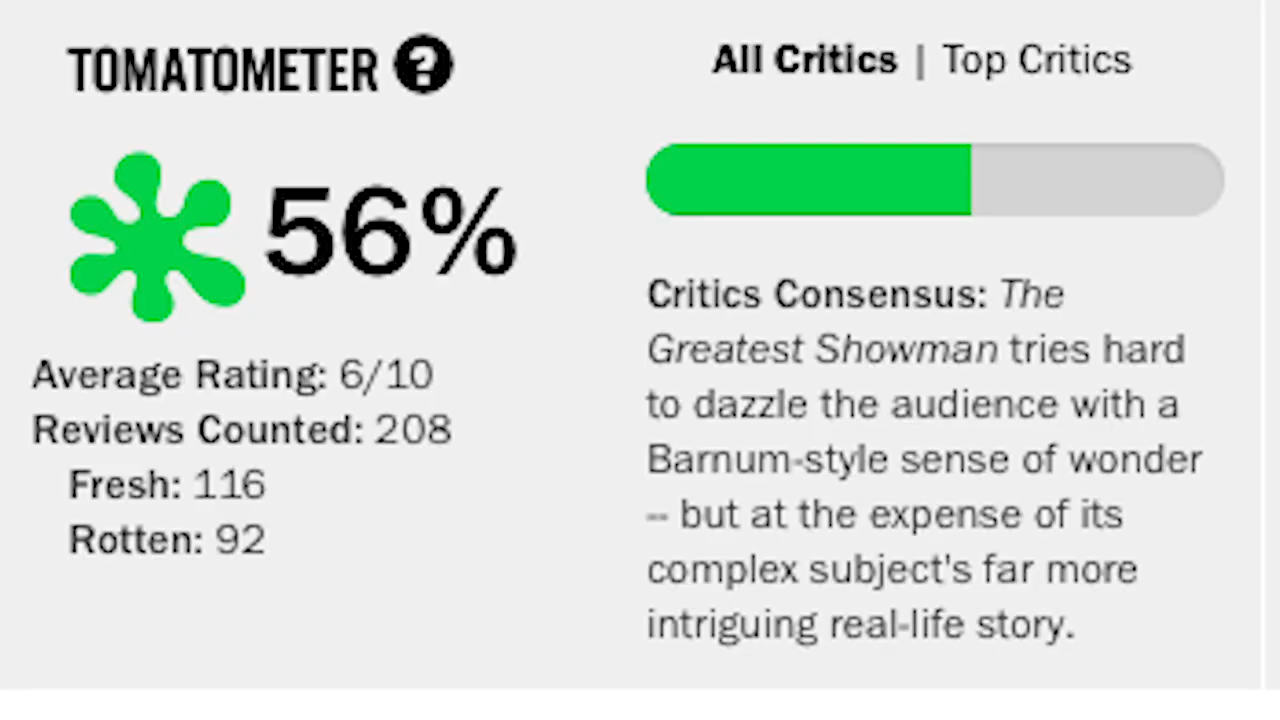 TOMATOMETER ?
56%
Average Rating: 6/10
Reviews Counted: 208
Fresh: 116
Rotten: 92
All Critics | Top Critics
Critics Consensus: The
Greatest Showman tries hard
to dazzle the audience with a
Barnum-style sense of wonder
-- but at the expense of its
complex subject's far more
intriguing real-life story.